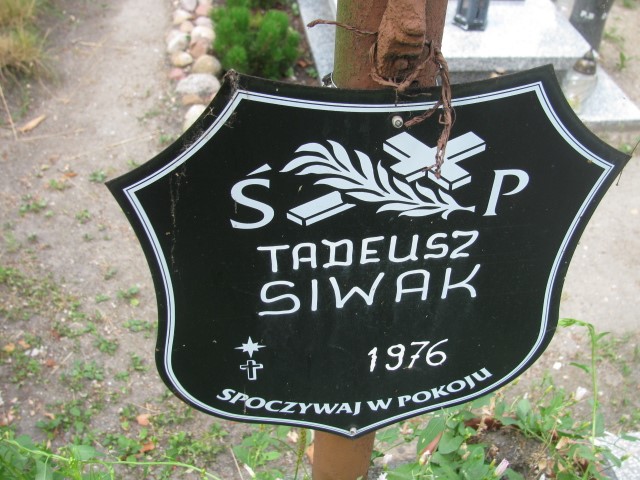 Ś P
TADEUSZ
SIWAK
1976
SPOCZYWAJ W POKOJU